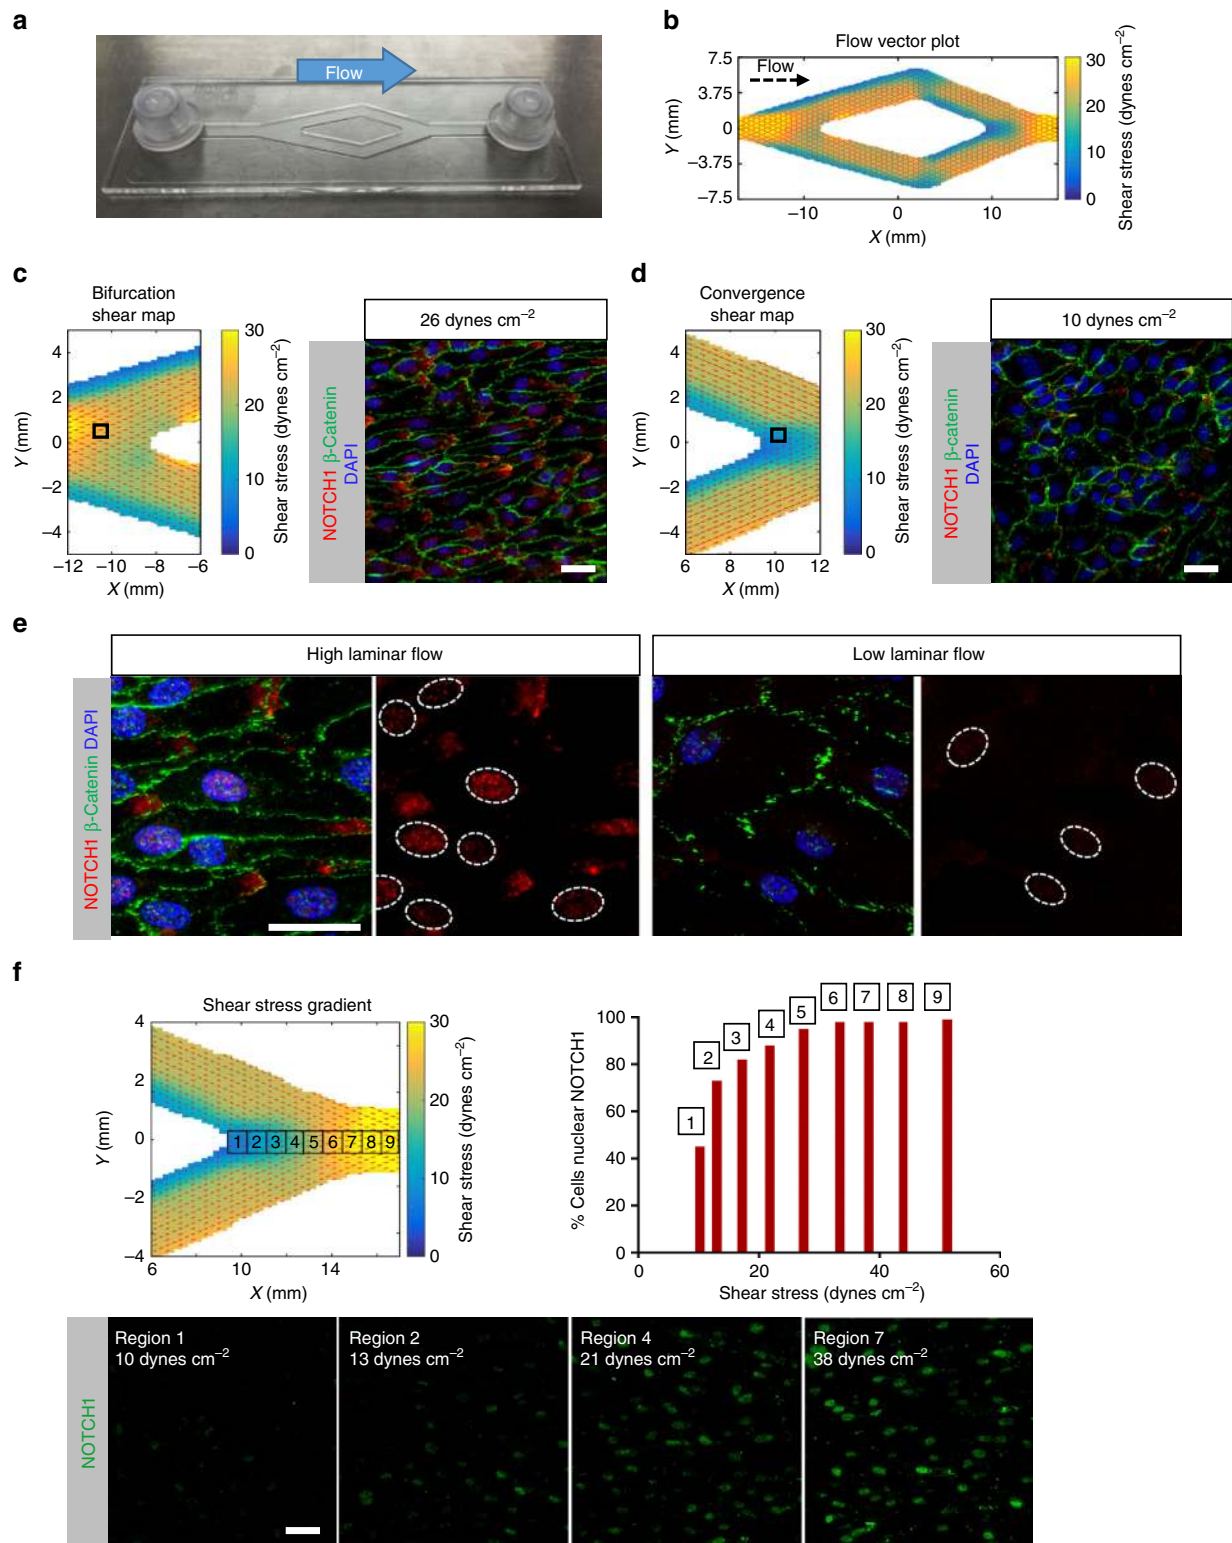 a
Flow
b
Flow vector plot
Flow
7.5
3.75
0
−3.75
−7.5
Y (mm)
−10
0
10
X (mm)
30
20
10
0
Shear stress (dynes cm−2)
c
Bifurcation
shear map
4
2
0
−2
−4
Y (mm)
−12
−10
−8
−6
X (mm)
30
20
10
0
Shear stress (dynes cm−2)
26 dynes cm−2
NOTCH1 β-Catenin
DAPI
d
Convergence
shear map
4
2
0
−2
−4
Y (mm)
6
8
10
12
X (mm)
30
20
10
0
Shear stress (dynes cm−2)
10 dynes cm−2
NOTCH1 β-catenin
DAPI
e
High laminar flow
Low laminar flow
NOTCH1 β-Catenin DAPI
f
Shear stress gradient
4
2
0
−2
−4
Y (mm)
1 2 3 4 5 6 7 8 9
6
10
14
X (mm)
30
20
10
0
Shear stress (dynes cm−2)
% Cells nuclear NOTCH1
100
80
60
40
20
0
1
2
3
4
5
6
7
8
9
0
20
40
60
Shear stress (dynes cm−2)
NOTCH1
Region 1
10 dynes cm−2
Region 2
13 dynes cm−2
Region 4
21 dynes cm−2
Region 7
38 dynes cm−2